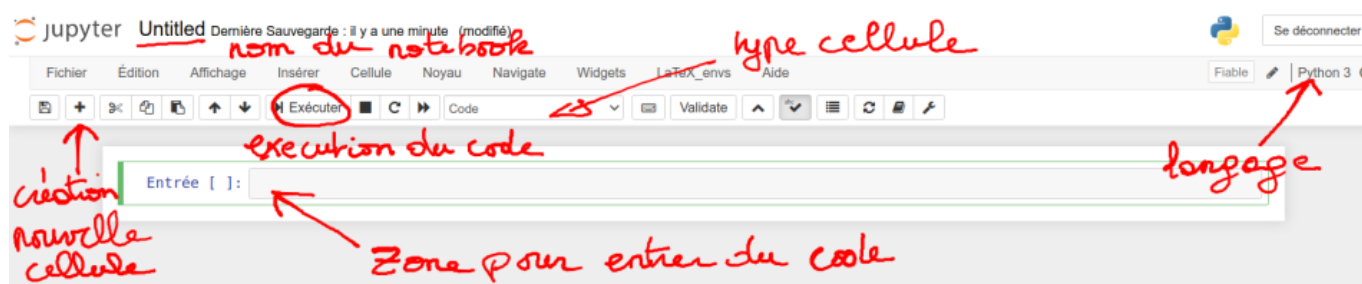 jupyter Untitled Dernière Sauvegarde : il y a une minute (modifié) Se déconnecter
nom du notebook
type cellule
Fichier Édition Affichage Insérer Cellule Noyau Navigate Widgets LaTeX_envs Aide Fiable Python 3
Exécuter Code Validate
execution du code
langage
création
nouvelle
cellule
Entrée [ ]:
Zone pour entrer du code